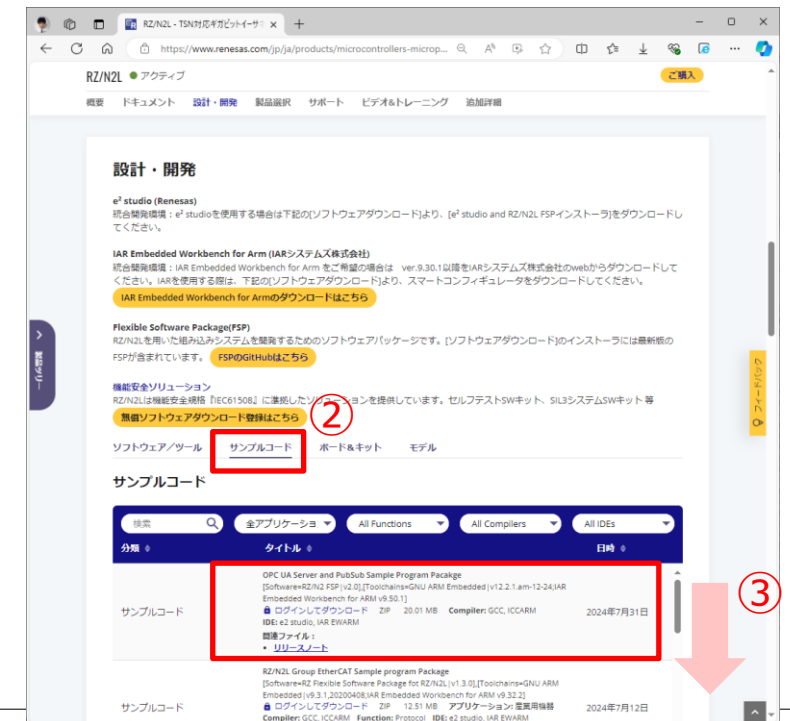 RZ/N2L - TSN対応ギガビットイーサ
https://www.renesas.com/jp/ja/products/microcontrollers-microp...
RZ/N2L ● アクティブ
ご購入
概要 ドキュメント 設計・開発 製品選択 サポート ビデオ&トレーニング 追加詳細
設計・開発
e² studio (Renesas)
統合開発環境：e² studioを使用する場合は下記の[ソフトウェアダウンロード]より、[e² studio and RZ/N2L FSPインストーラ]をダウンロードし
てください。
IAR Embedded Workbench for Arm (IARシステムズ株式会社)
統合開発環境：IAR Embedded Workbench for Arm をご希望の場合は ver.9.30.1以降をIARシステムズ株式会社のwebからダウンロードして
ください。IARを使用する際は、下記の[ソフトウェアダウンロード]より、スマートコンフィギュレータをダウンロードしてください。
IAR Embedded Workbench for Armのダウンロードはこちら
Flexible Software Package(FSP)
RZ/N2Lを用いた組み込みシステムを開発するためのソフトウェアパッケージです。[ソフトウェアダウンロード]のインストーラには最新版の
FSPが含まれています。 FSPのGitHubはこちら
機能安全ソリューション
RZ/N2Lは機能安全規格『IEC61508』に準拠したソリューションを提供しています。セルフテストSWキット、SIL3システムSWキット 等
無償ソフトウェアダウンロード登録はこちら
②
ソフトウェア/ツール サンプルコード ボード&キット モデル
サンプルコード
検索 全アプリケーショ All Functions All Compilers All IDEs
分類 タイトル 日時
OPC UA Server and PubSub Sample Program Pacakge
[Software=RZ/N2 FSP|v2.0],[Toolchains=GNU ARM Embedded|v12.2.1.am-12-24;IAR
Embedded Workbench for ARM v9.50.1]
サンプルコード
ログインしてダウンロード ZIP 20.01 MB Compiler: GCC, ICCARM
IDE: e2 studio, IAR EWARM
2024年7月31日
関連ファイル：
• リリースノート
③
RZ/N2L Group EtherCAT Sample program Package
[Software=RZ Flexible Software Package fot RZ/N2L|v1.3.0],[Toolchains=GNU ARM
Embedded|v9.3.1,20200408;IAR Embedded Workbench for ARM v9.32.2]
サンプルコード
ログインしてダウンロード ZIP 12.51 MB アプリケーション: 産業用機器
Compiler: GCC, ICCARM Function: Protocol IDE: e2 studio, IAR EWARM
2024年7月12日
製品ツリー
フィードバック